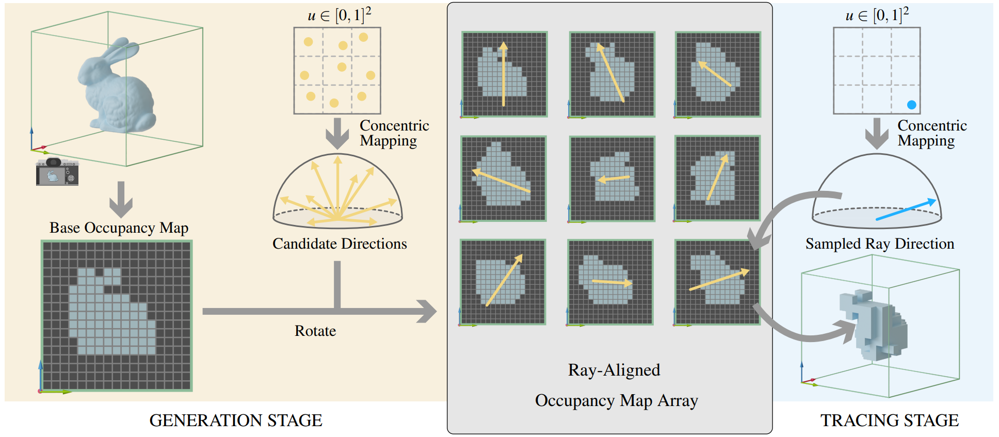 u ∈ [0, 1]²
Concentric
Mapping
Base Occupancy Map
Candidate Directions
Rotate
GENERATION STAGE
Ray-Aligned
Occupancy Map Array
u ∈ [0, 1]²
Concentric
Mapping
Sampled Ray Direction
TRACING STAGE